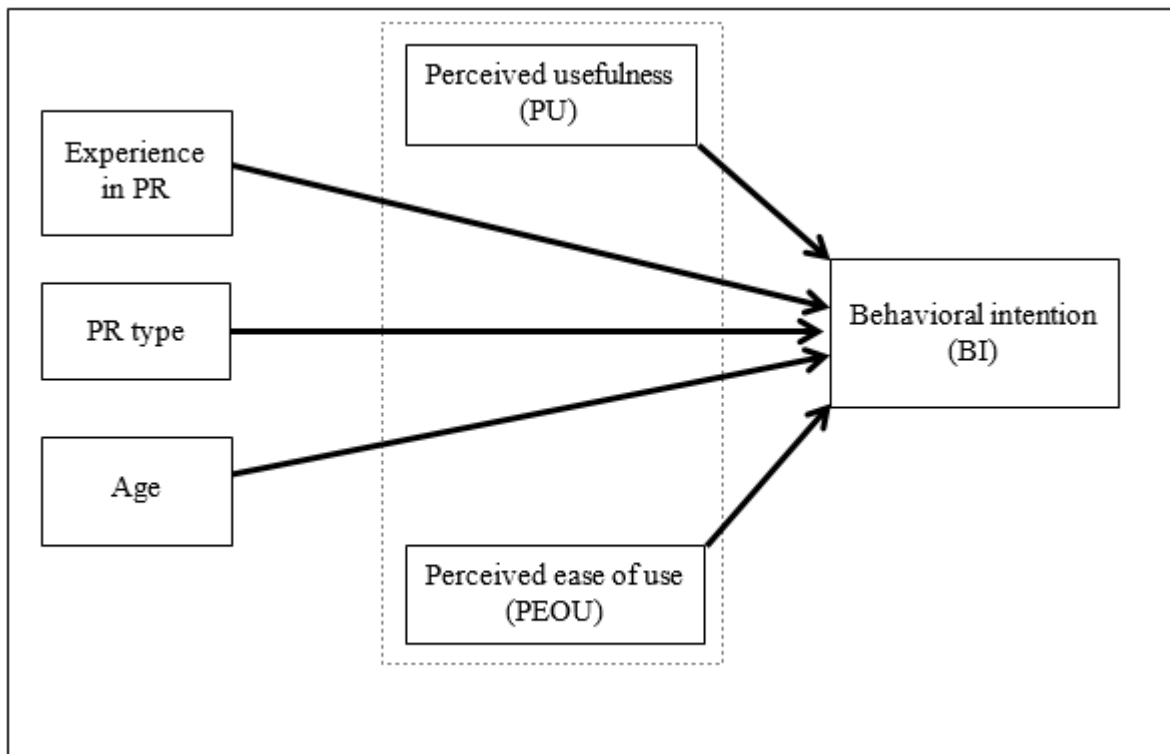 Perceived usefulness
(PU)
Experience
in PR
PR type
Behavioral intention
(BI)
Age
Perceived ease of use
(PEOU)